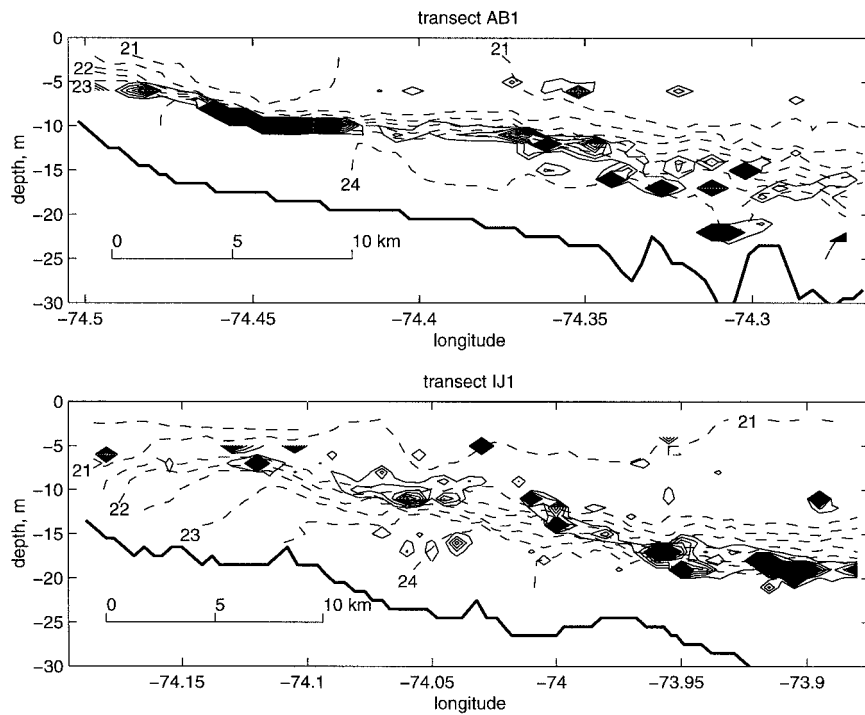 transect AB1
0
−5
−10
−15
−20
−25
−30
depth, m
21
22
23
21
24
0 5 10 km
−74.5 −74.45 −74.4 −74.35 −74.3
longitude
transect IJ1
0
−5
−10
−15
−20
−25
−30
depth, m
21
21
22
23
24
0 5 10 km
−74.15 −74.1 −74.05 −74 −73.95 −73.9
longitude